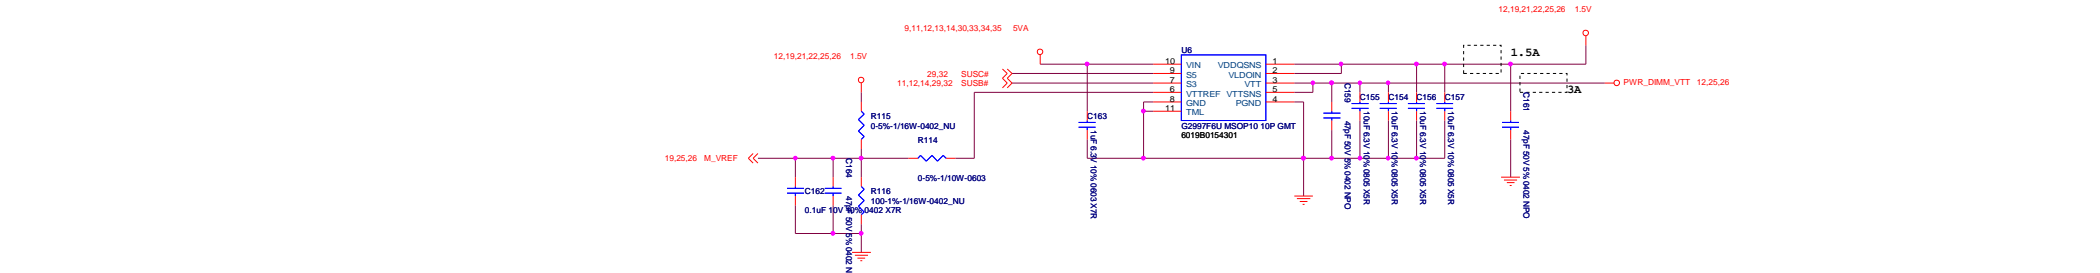 12,19,21,22,25,26 1.5V
9,11,12,13,14,30,33,34,35 5VA
12,19,21,22,25,26 1.5V
U6
1.5A
10 VIN VDDQSNS 1
9 S5 VLDOIN 2
7 S3 VTT 3
6 VTTREF VTTSNS 5
8 GND PGND 4
11 TML
29,32 SUSC#
11,12,14,29,32 SUSB#
PWR_DIMM_VTT 12,25,26
3A
G2997F6U MSOP10 10P GMT
6019B0154301
C163
1uF 6.3V 10% 0603 X7R
C159
47pF 50V 5% 0402 NPO
C155
10uF 6.3V 10% 0805 X5R
C154
10uF 6.3V 10% 0805 X5R
C156
10uF 6.3V 10% 0805 X5R
C157
10uF 6.3V 10% 0805 X5R
C161
47pF 50V 5% 0402 NPO
R115
0-5%-1/16W-0402_NU
R114
0-5%-1/10W-0603
19,25,26 M_VREF
C164
47pF 50V 5% 0402 N
C162
0.1uF 10V 10% 0402 X7R
R116
100-1%-1/16W-0402_NU